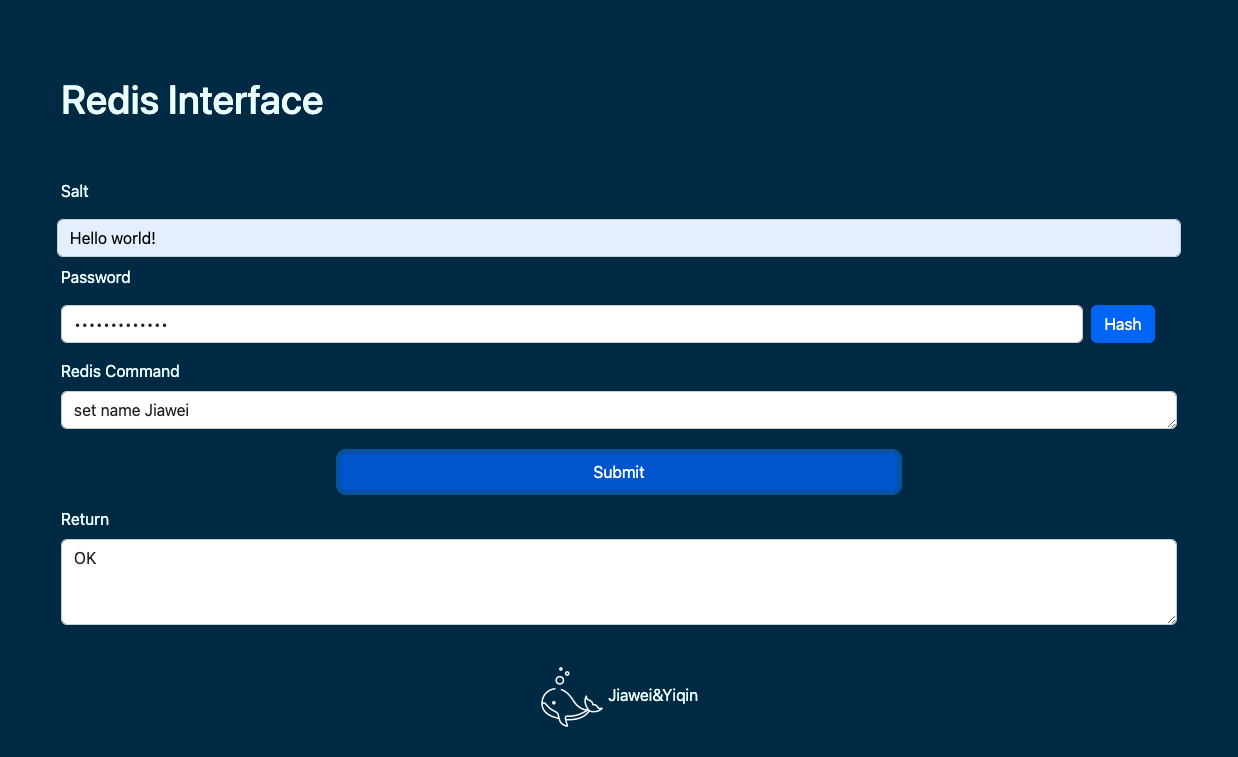 Redis Interface
Salt
Hello world!
Password
•••••••••••••
Hash
Redis Command
set name Jiawei
Submit
Return
OK
Jiawei&Yiqin